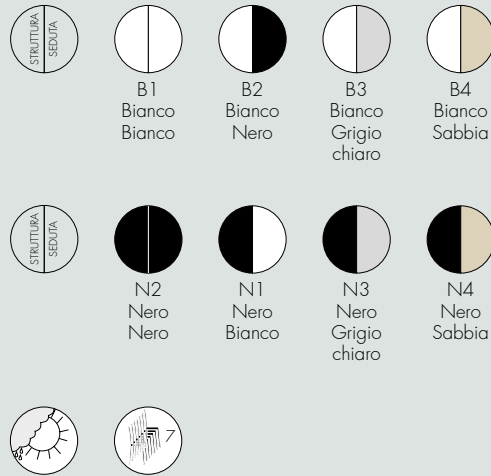 STRUTTURA
SEDUTA
B1
Bianco
Bianco
B2
Bianco
Nero
B3
Bianco
Grigio
chiaro
B4
Bianco
Sabbia
STRUTTURA
SEDUTA
N2
Nero
Nero
N1
Nero
Bianco
N3
Nero
Grigio
chiaro
N4
Nero
Sabbia
7